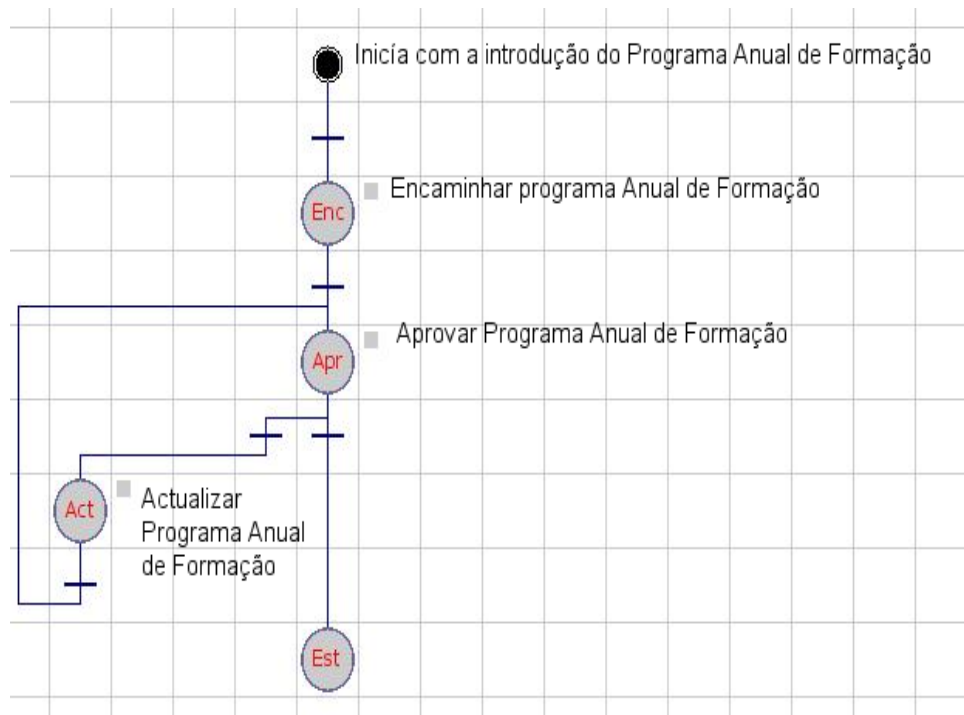 Inicía com a introdução do Programa Anual de Formação
Enc
Encaminhar programa Anual de Formação
Apr
Aprovar Programa Anual de Formação
Act
Actualizar
Programa Anual
de Formação
Est